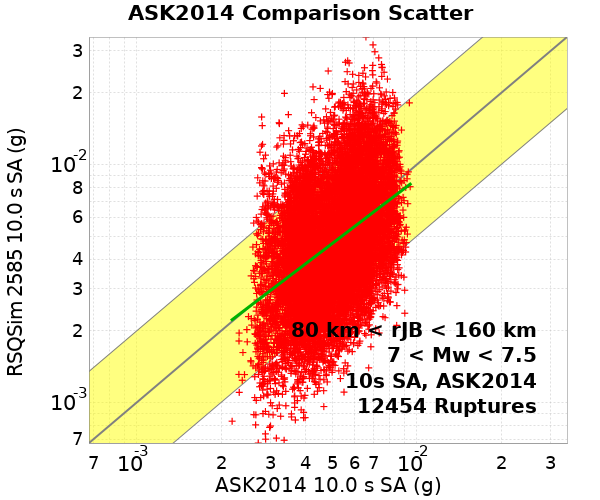 ASK2014 Comparison Scatter
RSQSim 2585 10.0 s SA (g)
3
2
10-2
8
6
4
3
2
10-3
7
80 km < rJB < 160 km
7 < Mw < 7.5
10s SA, ASK2014
12454 Ruptures
7 10-3 2 3 4 5 6 7 10-2 2 3
ASK2014 10.0 s SA (g)